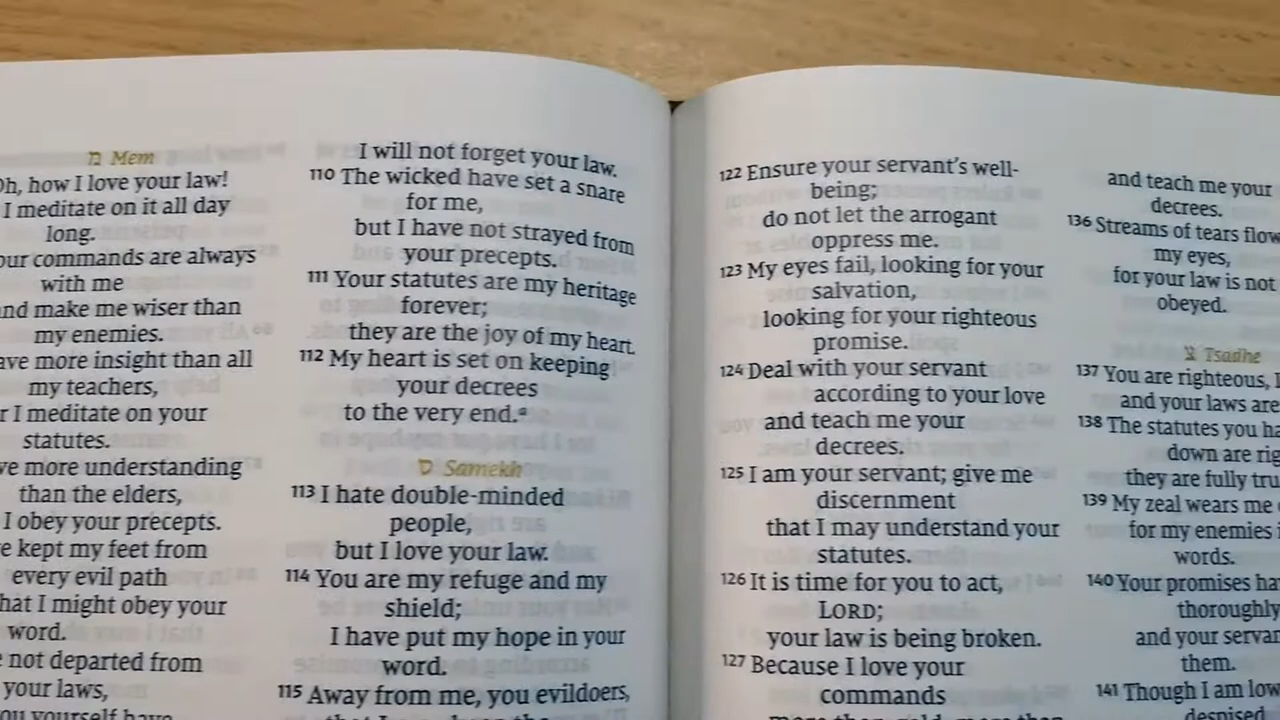 מ Mem
Oh, how I love your law!
I meditate on it all day
long.
your commands are always
with me
and make me wiser than
my enemies.
have more insight than all
my teachers,
I meditate on your
statutes.
more understanding
than the elders,
I obey your precepts.
kept my feet from
every evil path
that I might obey your
word.
not departed from
your laws,
you yourself have
I will not forget your law.
110 The wicked have set a snare
for me,
but I have not strayed from
your precepts.
111 Your statutes are my heritage
forever;
they are the joy of my heart.
112 My heart is set on keeping
your decrees
to the very end.a
ס Samekh
113 I hate double-minded
people,
but I love your law.
114 You are my refuge and my
shield;
I have put my hope in your
word.
115 Away from me, you evildoers,
122 Ensure your servant's well-
being;
do not let the arrogant
oppress me.
123 My eyes fail, looking for your
salvation,
looking for your righteous
promise.
124 Deal with your servant
according to your love
and teach me your
decrees.
125 I am your servant; give me
discernment
that I may understand your
statutes.
126 It is time for you to act,
LORD;
your law is being broken.
127 Because I love your
commands
more than gold, more than
and teach me your
decrees.
136 Streams of tears flow
my eyes,
for your law is not
obeyed.
צ Tsadhe
137 You are righteous,
and your laws are
138 The statutes you
down are
they are fully
139 My zeal wears me
for my enemies
words.
140 Your promises
thoroughly
and your
them.
141 Though I am
despised